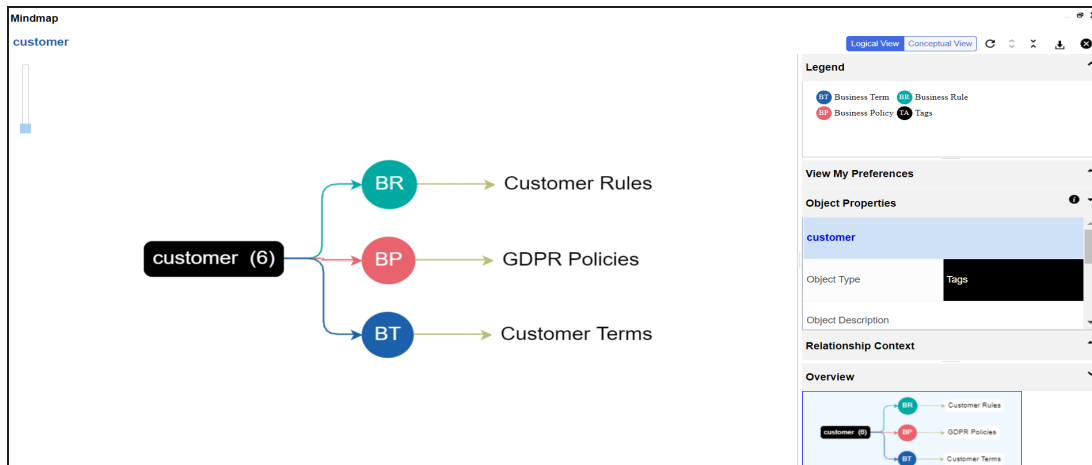 Mindmap
customer
Logical View Conceptual View
Legend
BT Business Term BR Business Rule
BP Business Policy TA Tags
View My Preferences
Object Properties
customer
Object Type Tags
Object Description
Relationship Context
Overview
BR Customer Rules
customer (6) BP GDPR Policies
BT Customer Terms
BR Customer Rules
customer (6) BP GDPR Policies
BT Customer Terms